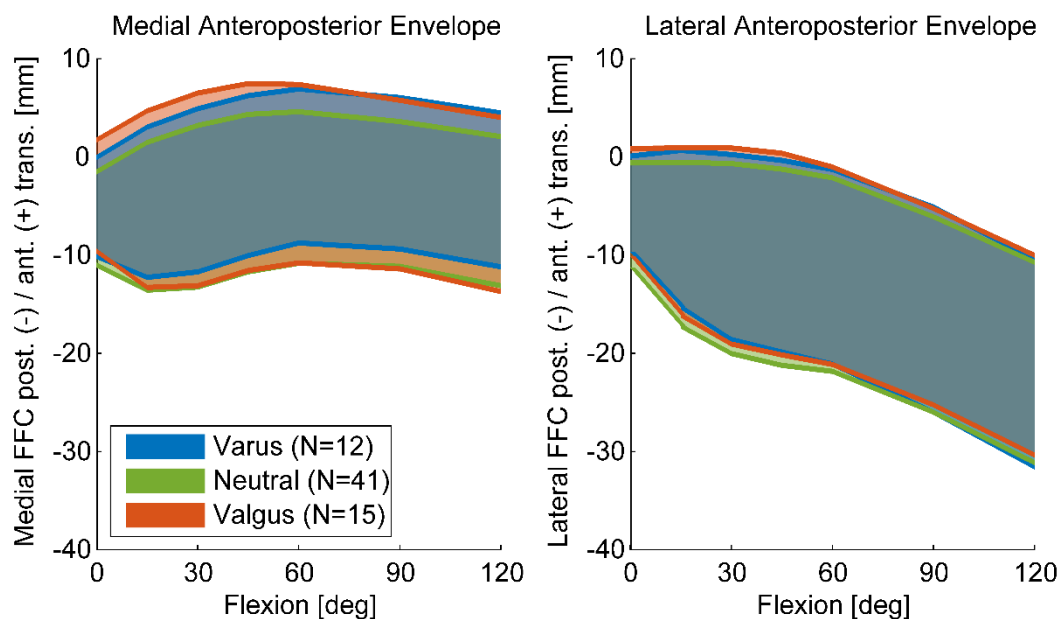 Medial Anteroposterior Envelope
Medial FFC post. (-) / ant. (+) trans. [mm]
10
0
-10
-20
-30
-40
Varus (N=12)
Neutral (N=41)
Valgus (N=15)
0 30 60 90 120
Flexion [deg]
Lateral Anteroposterior Envelope
Lateral FFC post. (-) / ant. (+) trans. [mm]
10
0
-10
-20
-30
-40
0 30 60 90 120
Flexion [deg]